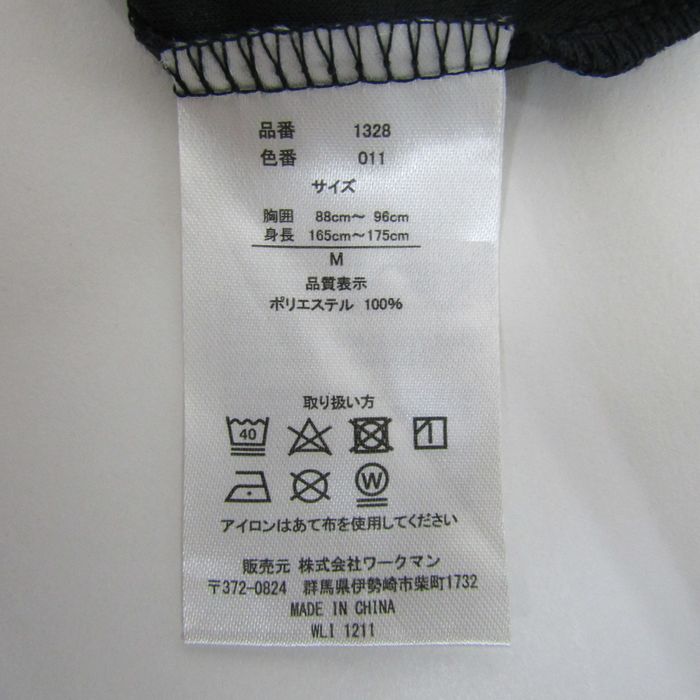 品番 1328
色番 011
サイズ
胸囲 88cm～ 96cm
身長 165cm～175cm
M
品質表示
ポリエステル 100%
取り扱い方
40
W
アイロンはあて布を使用してください
販売元 株式会社ワークマン
〒372-0824 群馬県伊勢崎市柴町1732
MADE IN CHINA
WLI 1211